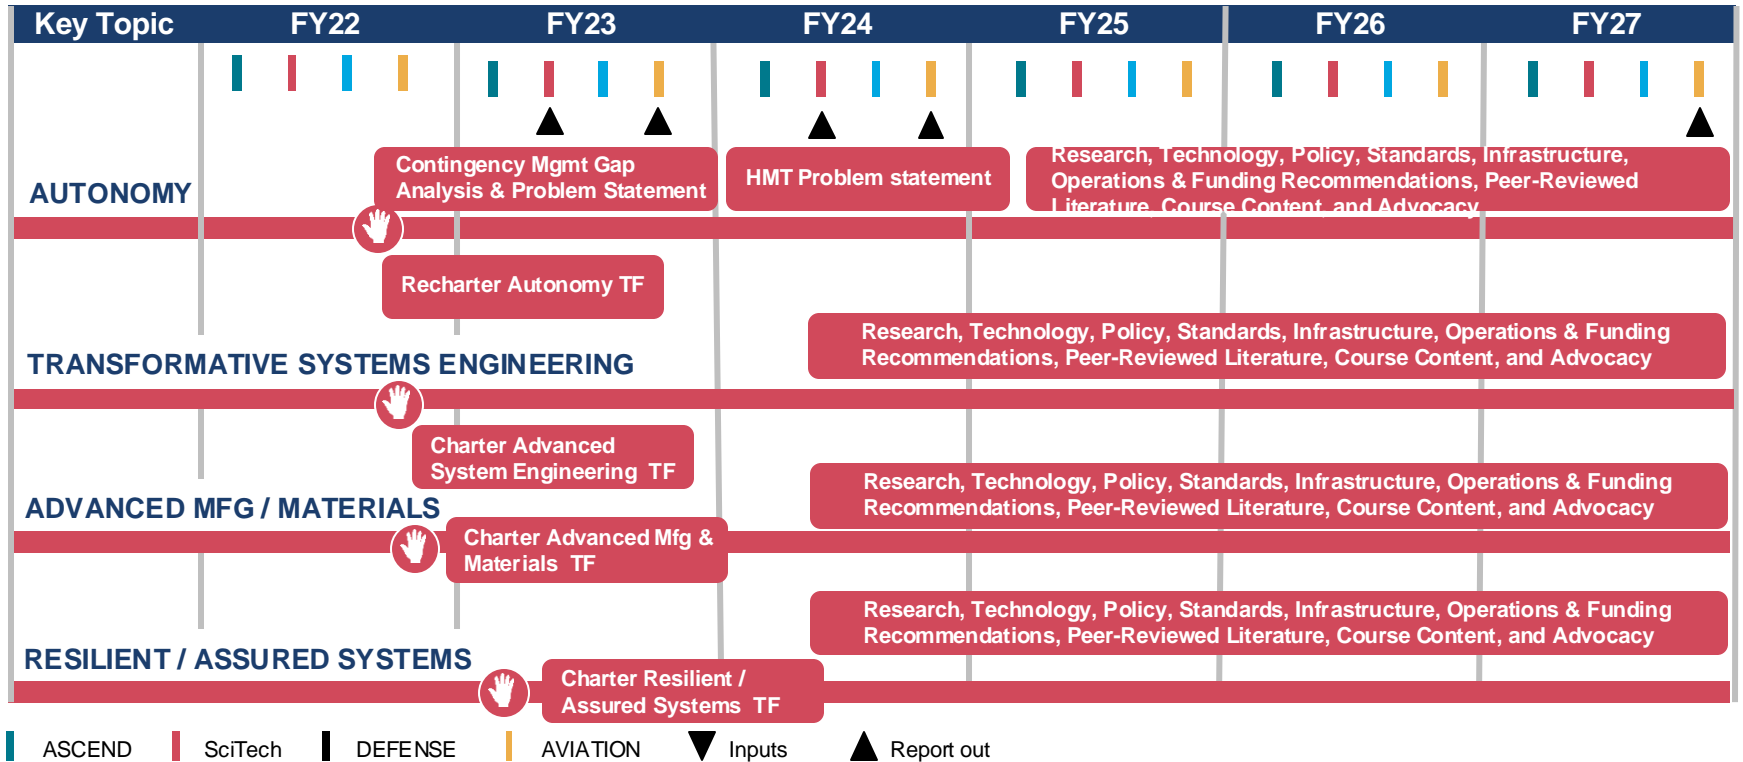 Key Topic FY22 FY23 FY24 FY25 FY26 FY27
Contingency Mgmt Gap
Analysis & Problem Statement
HMT Problem statement
Research, Technology, Policy, Standards, Infrastructure,
Operations & Funding Recommendations, Peer-Reviewed
Literature, Course Content, and Advocacy
AUTONOMY
Recharter Autonomy TF
Research, Technology, Policy, Standards, Infrastructure, Operations & Funding
Recommendations, Peer-Reviewed Literature, Course Content, and Advocacy
TRANSFORMATIVE SYSTEMS ENGINEERING
Charter Advanced
System Engineering TF
Research, Technology, Policy, Standards, Infrastructure, Operations & Funding
Recommendations, Peer-Reviewed Literature, Course Content, and Advocacy
ADVANCED MFG / MATERIALS
Charter Advanced Mfg &
Materials TF
Research, Technology, Policy, Standards, Infrastructure, Operations & Funding
Recommendations, Peer-Reviewed Literature, Course Content, and Advocacy
RESILIENT / ASSURED SYSTEMS
Charter Resilient /
Assured Systems TF
ASCEND SciTech DEFENSE AVIATION Inputs Report out